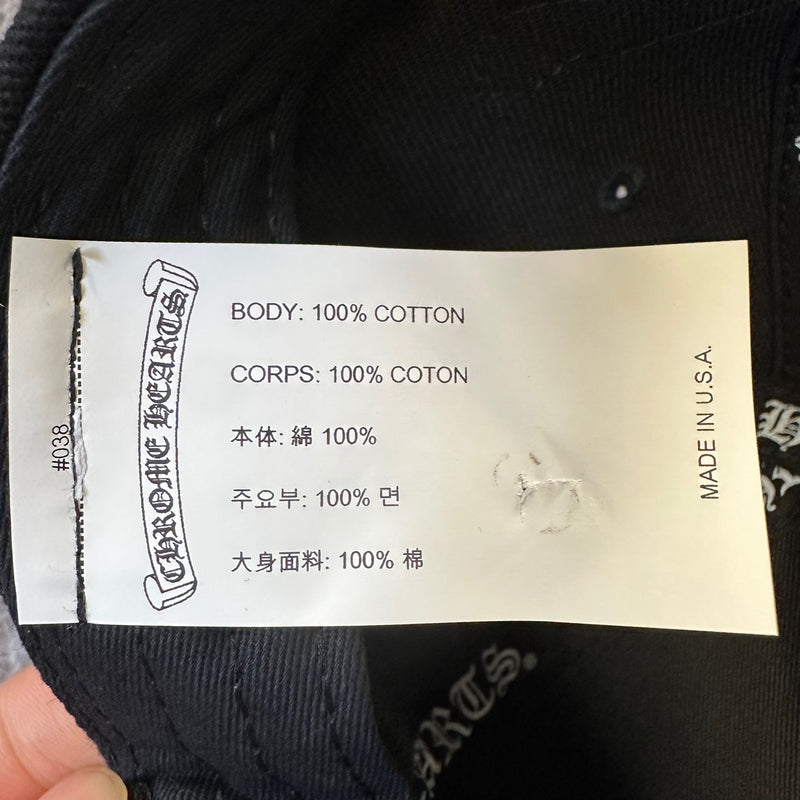 CHROME HEARTS
BODY: 100% COTTON
CORPS: 100% COTON
本体: 綿 100%
주요부: 100% 면
大身面料: 100% 棉
MADE IN U.S.A.
#038
ARTS®